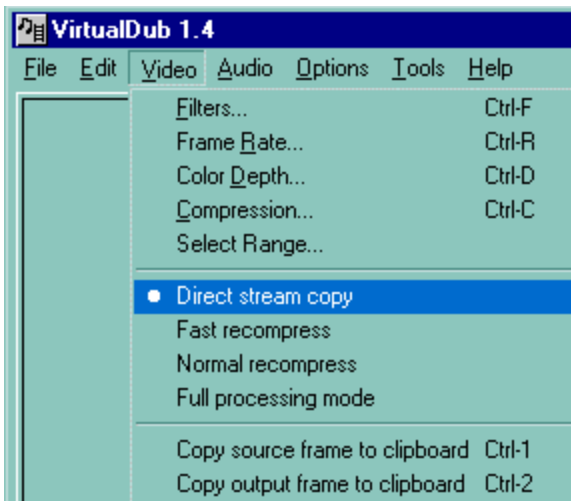 VirtualDub 1.4
File Edit Video Audio Options Tools Help
Filters... Ctrl-F
Frame Rate... Ctrl-R
Color Depth... Ctrl-D
Compression... Ctrl-C
Select Range...
Direct stream copy
Fast recompress
Normal recompress
Full processing mode
Copy source frame to clipboard Ctrl-1
Copy output frame to clipboard Ctrl-2